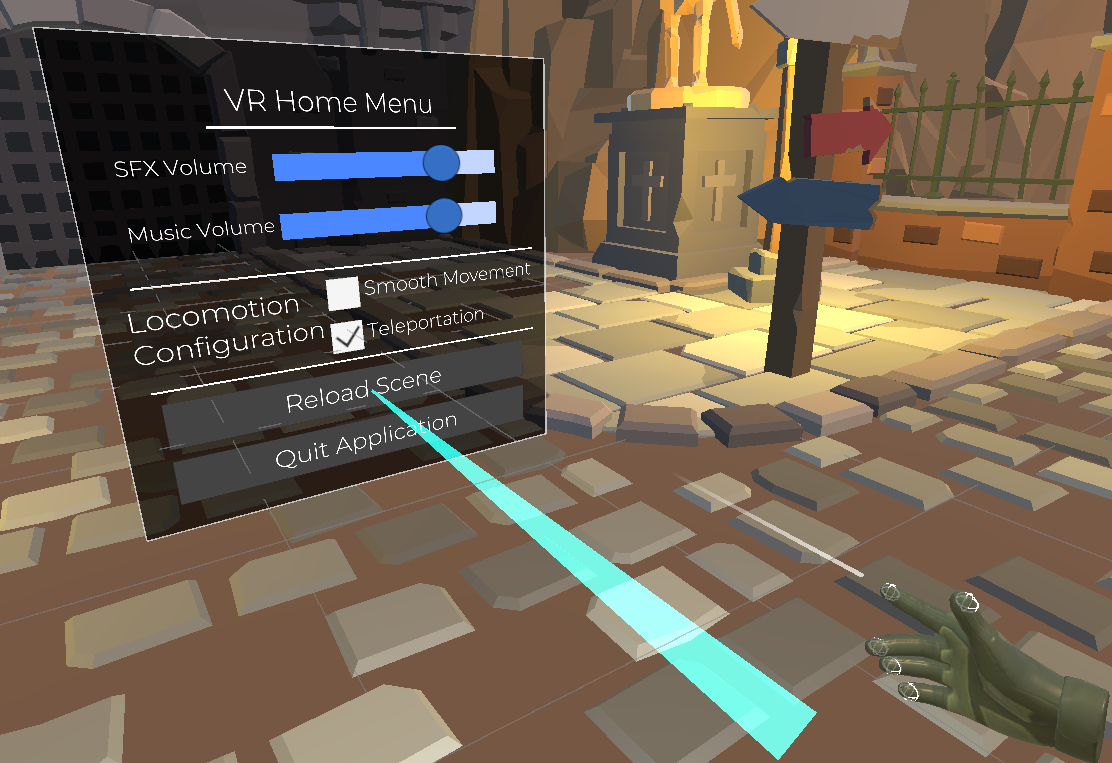 VR Home Menu
SFX Volume
Music Volume
Locomotion
Configuration
Smooth Movement
Teleportation
Reload Scene
Quit Application